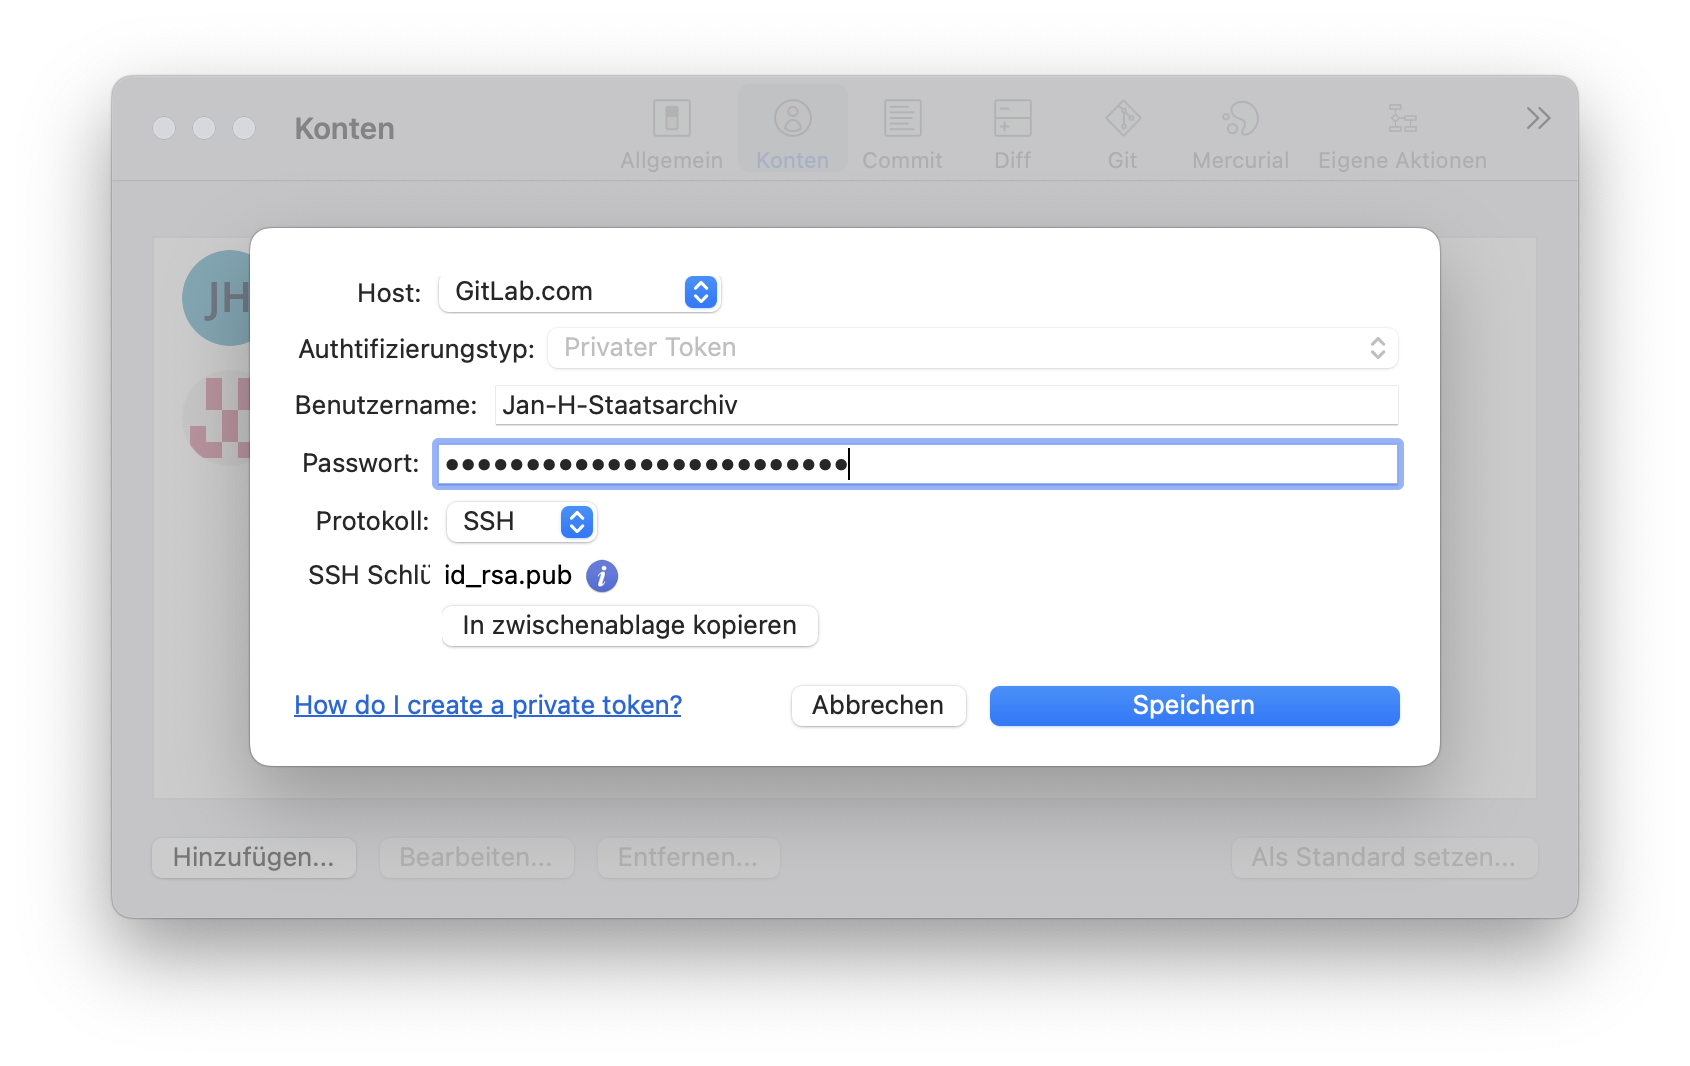 Konten
Allgemein Konten Commit Diff Git Mercurial Eigene Aktionen
JH
Host: GitLab.com
Authtifizierungstyp: Privater Token
Benutzername: Jan-H-Staatsarchiv
Passwort: •••••••••••••••••••••••••
Protokoll: SSH
SSH Schlü id_rsa.pub
In zwischenablage kopieren
How do I create a private token? Abbrechen Speichern
Hinzufügen... Bearbeiten... Entfernen... Als Standard setzen...